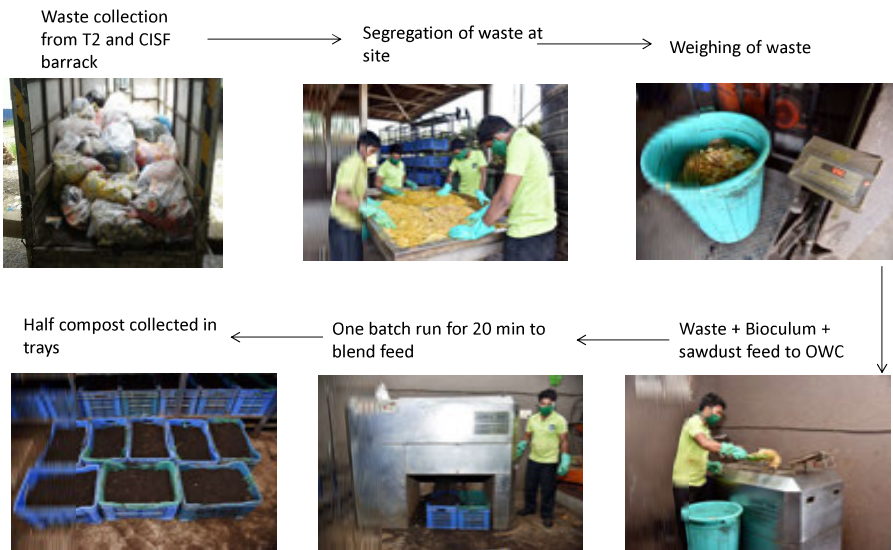 Waste collection
from T2 and CISF
barrack
Segregation of waste at
site
Weighing of waste
Waste + Bioculum +
sawdust feed to OWC
One batch run for 20 min to
blend feed
Half compost collected in
trays